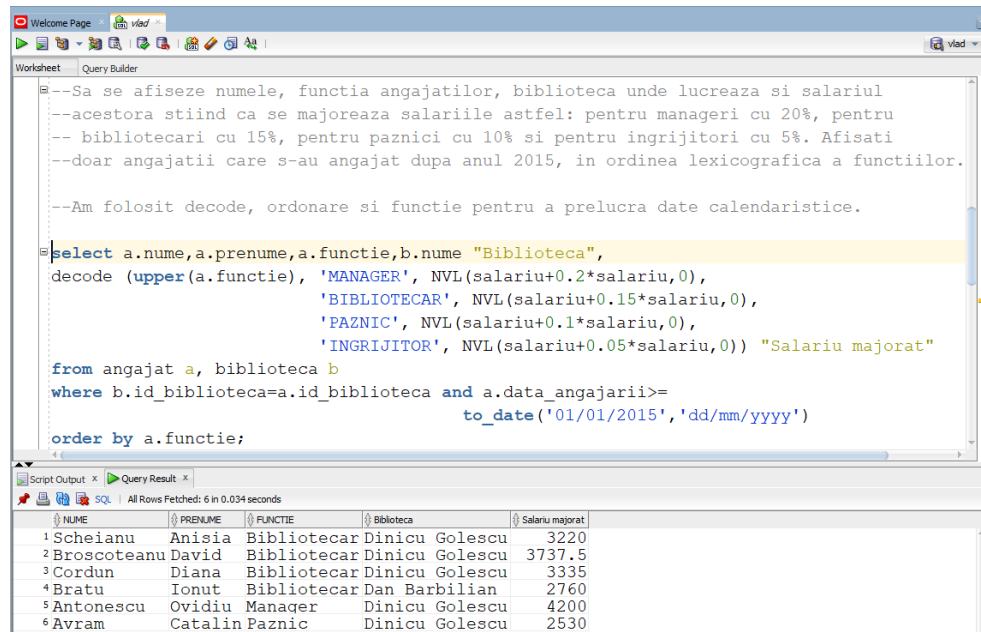 Welcome Page vlad
vlad
Worksheet Query Builder
--Sa se afiseze numele, functia angajatilor, biblioteca unde lucreaza si salariul
--acestora stiind ca se majoreaza salariile astfel: pentru manageri cu 20%, pentru
-- bibliotecari cu 15%, pentru paznici cu 10% si pentru ingrijitori cu 5%. Afisati
--doar angajatii care s-au angajat dupa anul 2015, in ordinea lexicografica a functiilor.
--Am folosit decode, ordonare si functie pentru a prelucra date calendaristice.
select a.nume,a.prenume,a.functie,b.nume "Biblioteca",
decode (upper(a.functie), 'MANAGER', NVL(salariu+0.2*salariu,0),
'BIBLIOTECAR', NVL(salariu+0.15*salariu,0),
'PAZNIC', NVL(salariu+0.1*salariu,0),
'INGRIJITOR', NVL(salariu+0.05*salariu,0)) "Salariu majorat"
from angajat a, biblioteca b
where b.id_biblioteca=a.id_biblioteca and a.data_angajarii>=
to_date('01/01/2015','dd/mm/yyyy')
order by a.functie;
Script Output x Query Result x
SQL | All Rows Fetched: 6 in 0.034 seconds
NUME PRENUME FUNCTIE Biblioteca Salariu majorat
1 Scheianu Anisia Bibliotecar Dinicu Golescu 3220
2 Broscoteanu David Bibliotecar Dinicu Golescu 3737.5
3 Cordun Diana Bibliotecar Dinicu Golescu 3335
4 Bratu Ionut Bibliotecar Dan Barbilian 2760
5 Antonescu Ovidiu Manager Dinicu Golescu 4200
6 Avram Catalin Paznic Dinicu Golescu 2530